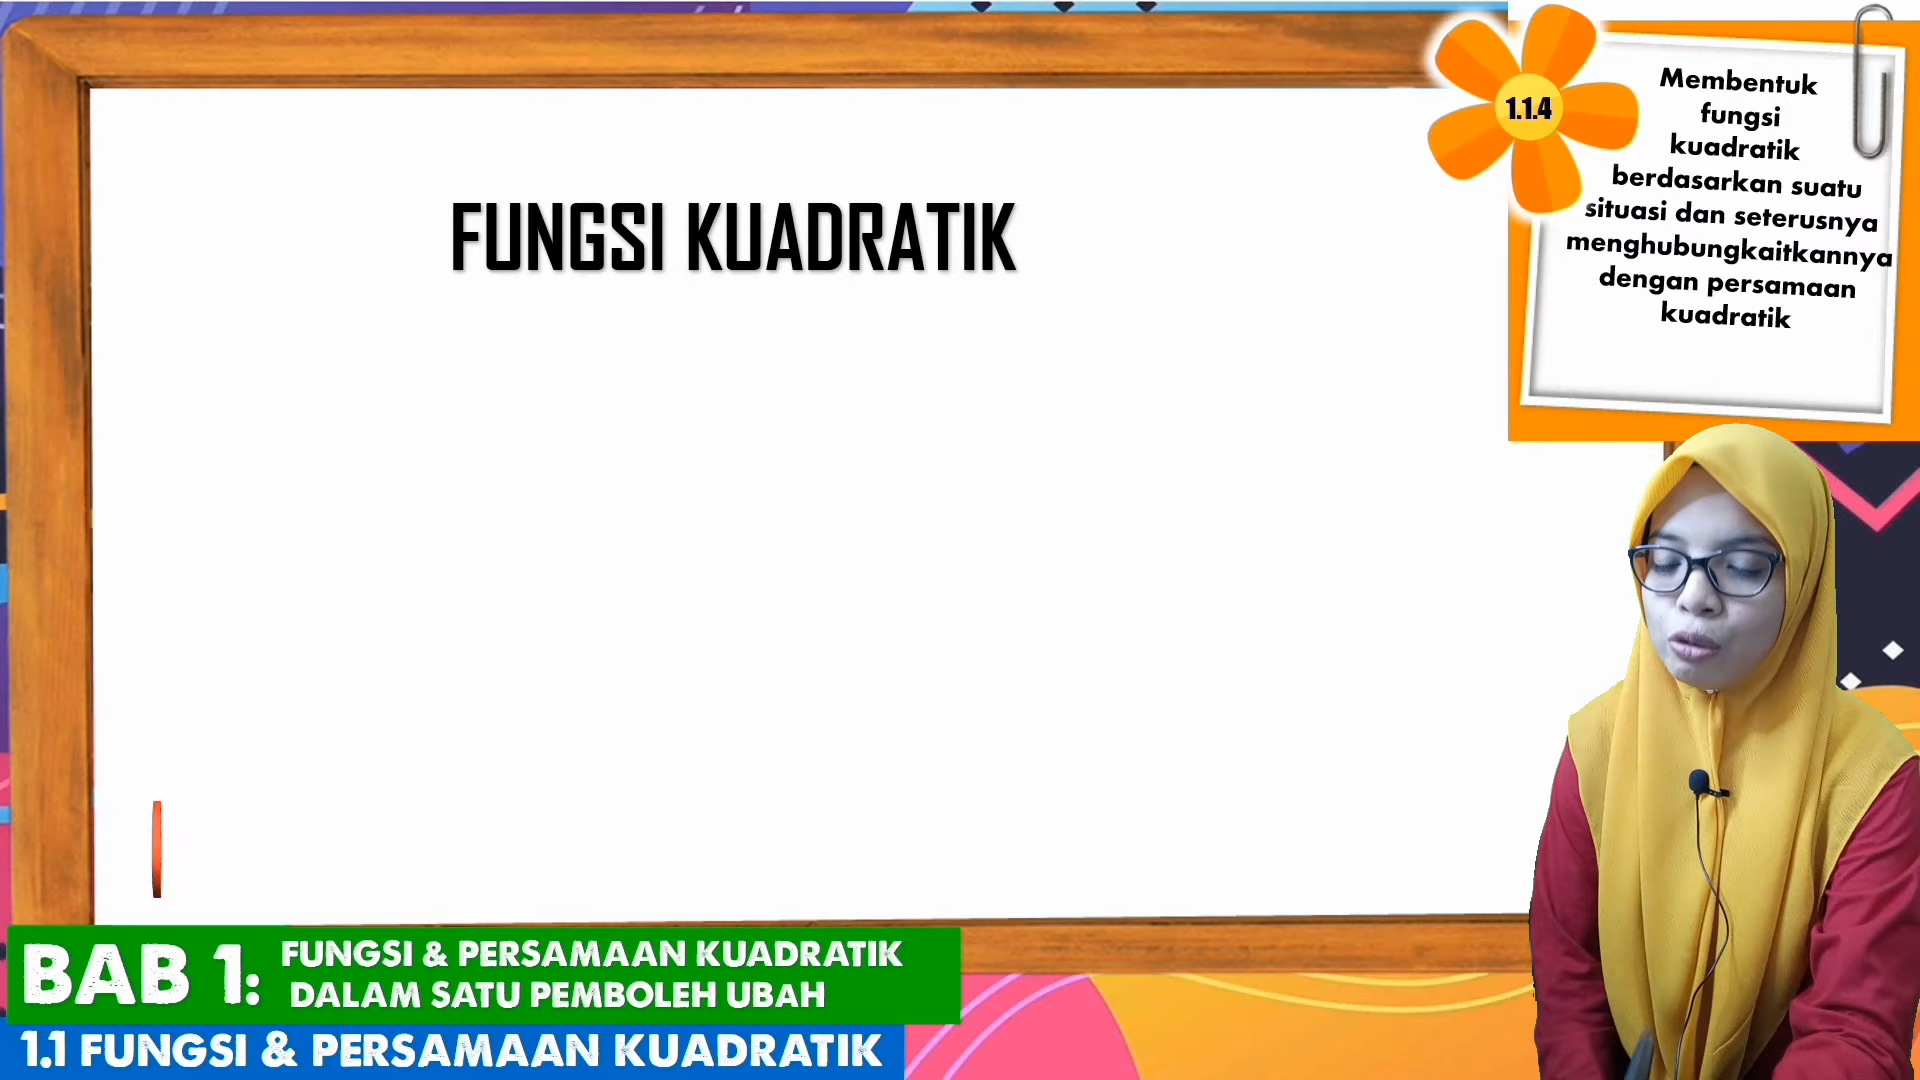 FUNGSI KUADRATIK
1.1.4
Membentuk
fungsi
kuadratik
berdasarkan suatu
situasi dan seterusnya
menghubungkaitkannya
dengan persamaan
kuadratik
BAB 1:
FUNGSI & PERSAMAAN KUADRATIK
DALAM SATU PEMBOLEH UBAH
1.1 FUNGSI & PERSAMAAN KUADRATIK